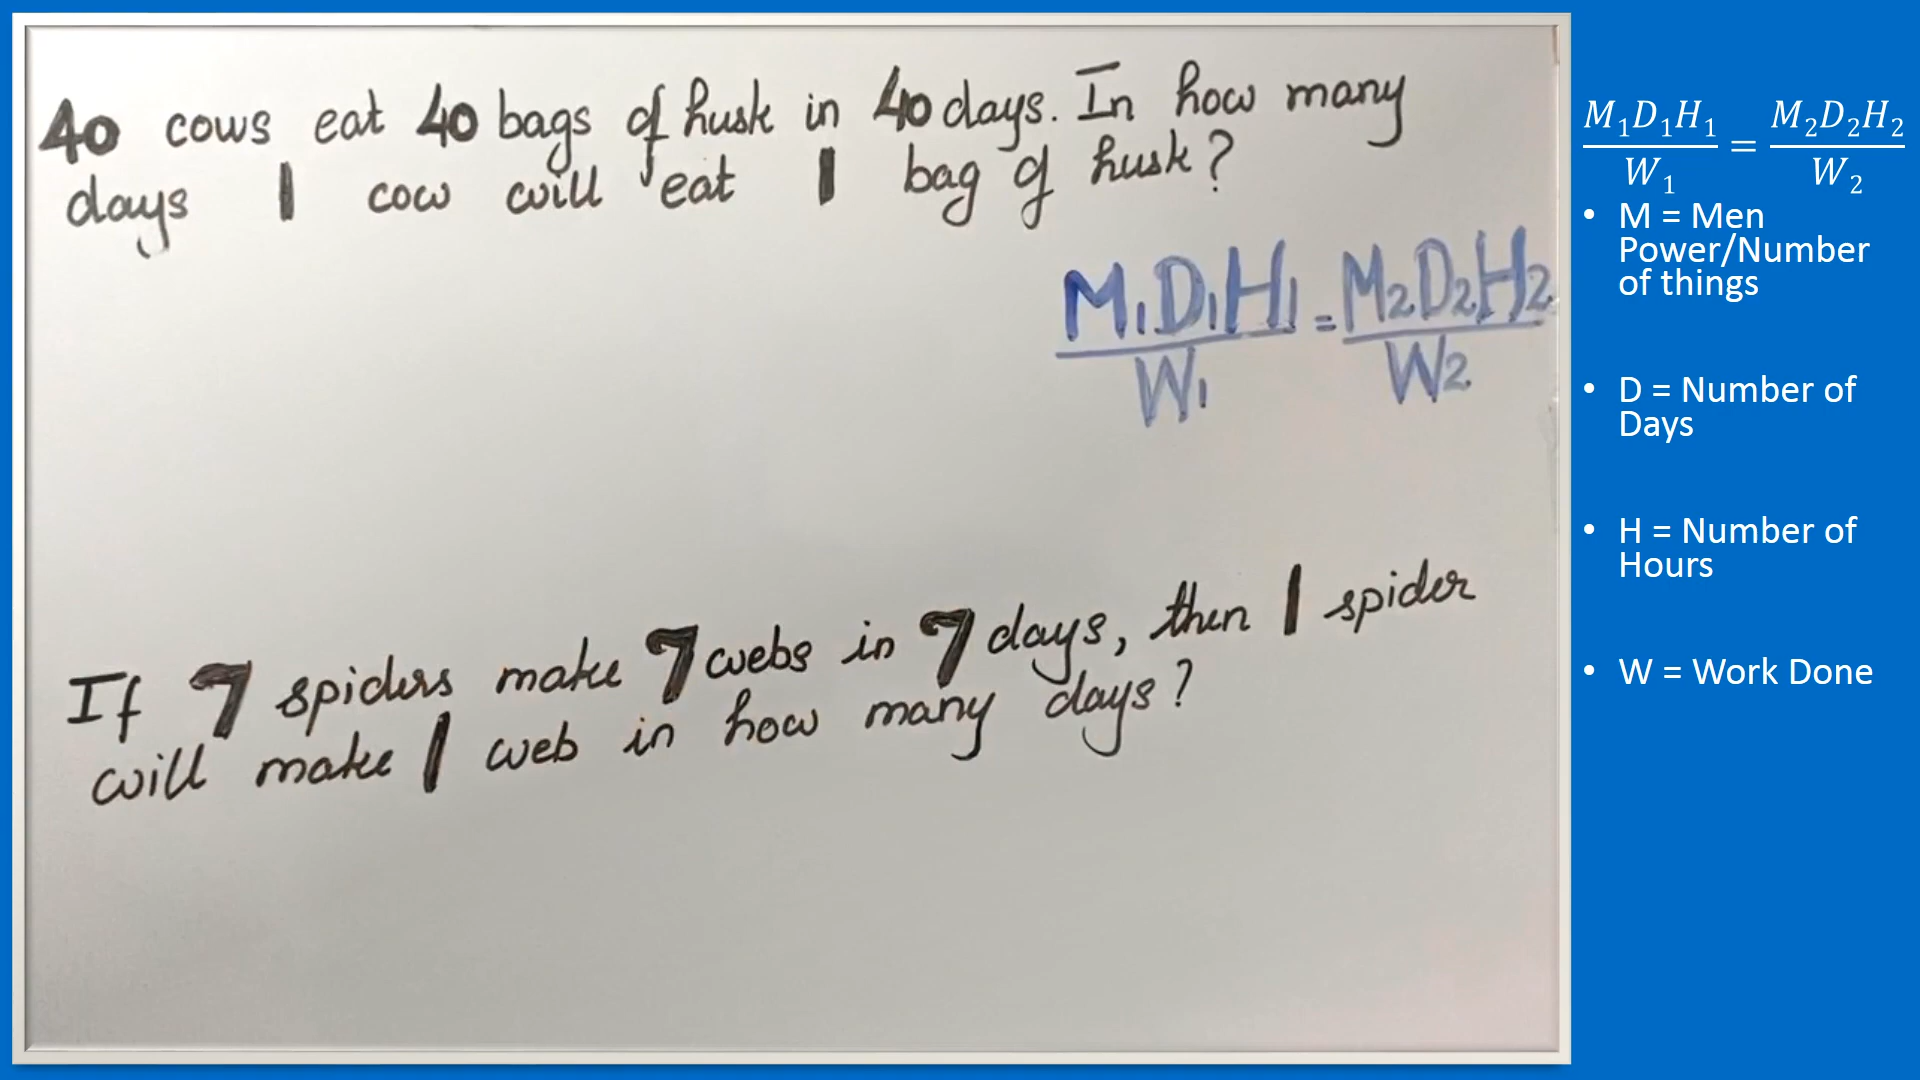 40 cows eat 40 bags of husk in 40 days. In how many
days 1 cow will eat 1 bag of husk?
M1D1H1 = M2D2H2
W1 W2
If 7 spiders make 7 webs in 7 days, then 1 spider
will make 1 web in how many days?
M₁D₁H₁ = M₂D₂H₂
W₁ W₂
• M = Men
Power/Number
of things
• D = Number of
Days
• H = Number of
Hours
• W = Work Done